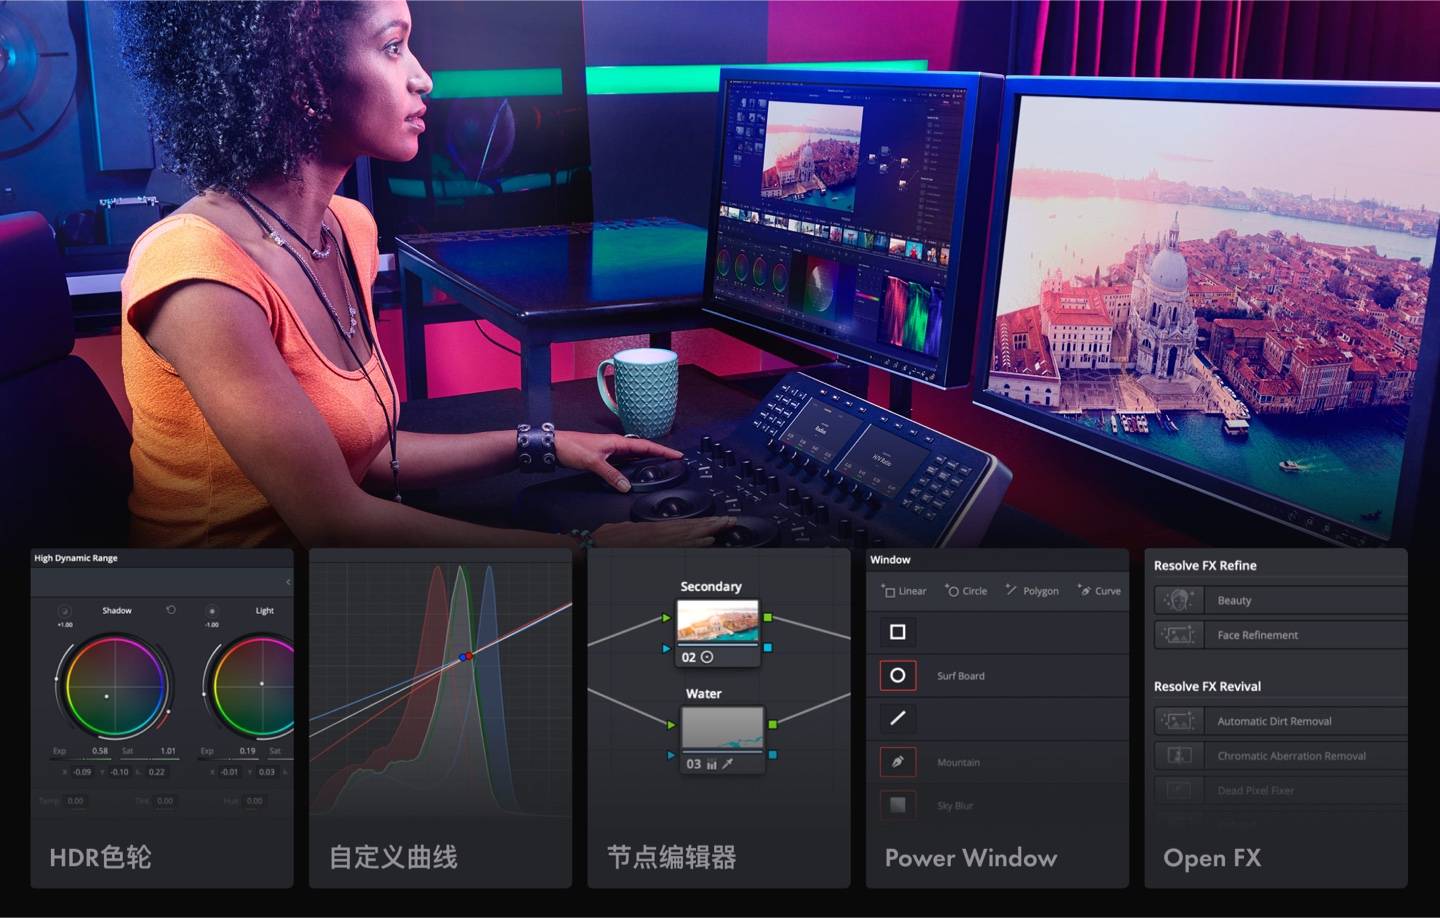 High Dynamic Range
Shadow
Light
+1.00
-1.00
Exp 0.58 Sat 1.01
Exp 0.19 Sat
X -0.09 Y -0.10 0.22
X -0.01 Y 0.03
Temp 0.00 Tint 0.00 Hue 0.00
HDR色轮
自定义曲线
Secondary
02
Water
03
节点编辑器
Window
Linear Circle Polygon Curve
Surf Board
Mountain
Sky Blur
Power Window
Resolve FX Refine
Beauty
Face Refinement
Resolve FX Revival
Automatic Dirt Removal
Chromatic Aberration Removal
Dead Pixel Fixer
Open FX